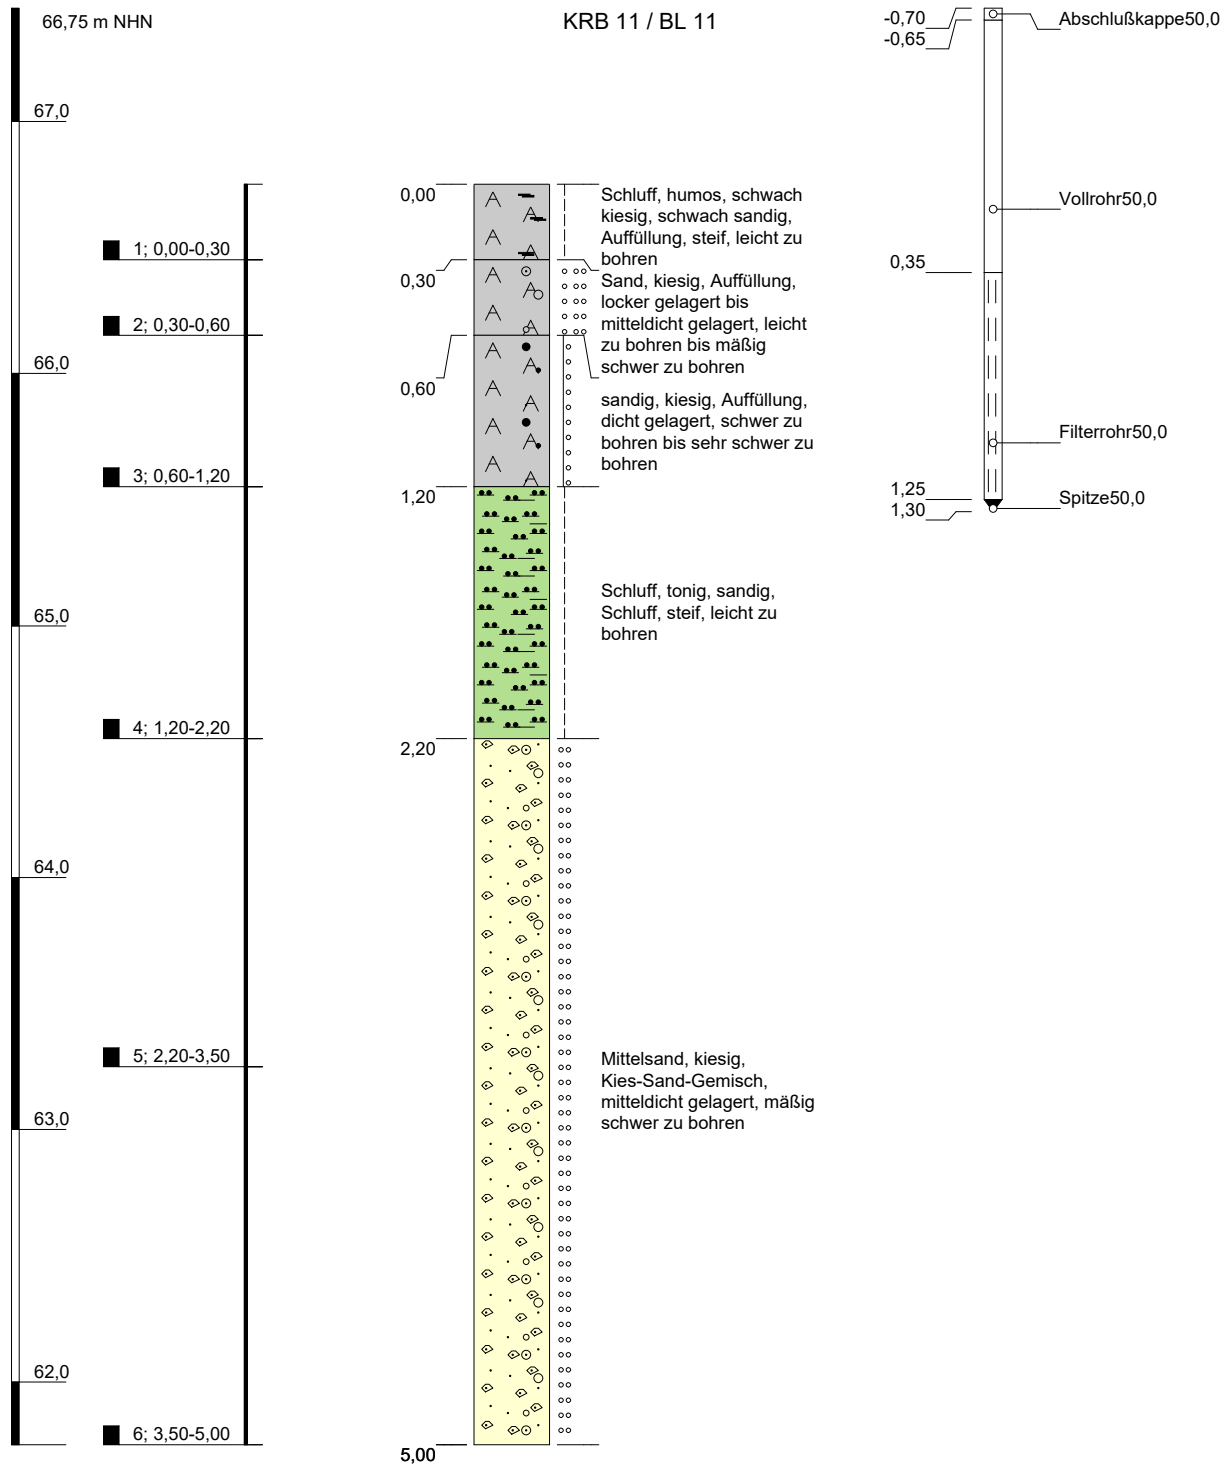 66,75 m NHN
KRB 11 / BL 11
67,0
66,0
65,0
64,0
63,0
62,0
1; 0,00-0,30
2; 0,30-0,60
3; 0,60-1,20
4; 1,20-2,20
5; 2,20-3,50
6; 3,50-5,00
0,00
Schluff, humos, schwach
kiesig, schwach sandig,
Auffüllung, steif, leicht zu
bohren
0,30
Sand, kiesig, Auffüllung,
locker gelagert bis
mitteldicht gelagert, leicht
zu bohren bis mäßig
schwer zu bohren
0,60
sandig, kiesig, Auffüllung,
dicht gelagert, schwer zu
bohren bis sehr schwer zu
bohren
1,20
Schluff, tonig, sandig,
Schluff, steif, leicht zu
bohren
2,20
Mittelsand, kiesig,
Kies-Sand-Gemisch,
mitteldicht gelagert, mäßig
schwer zu bohren
5,00
-0,70
-0,65
Abschlußkappe50,0
Vollrohr50,0
0,35
Filterrohr50,0
1,25
1,30
Spitze50,0